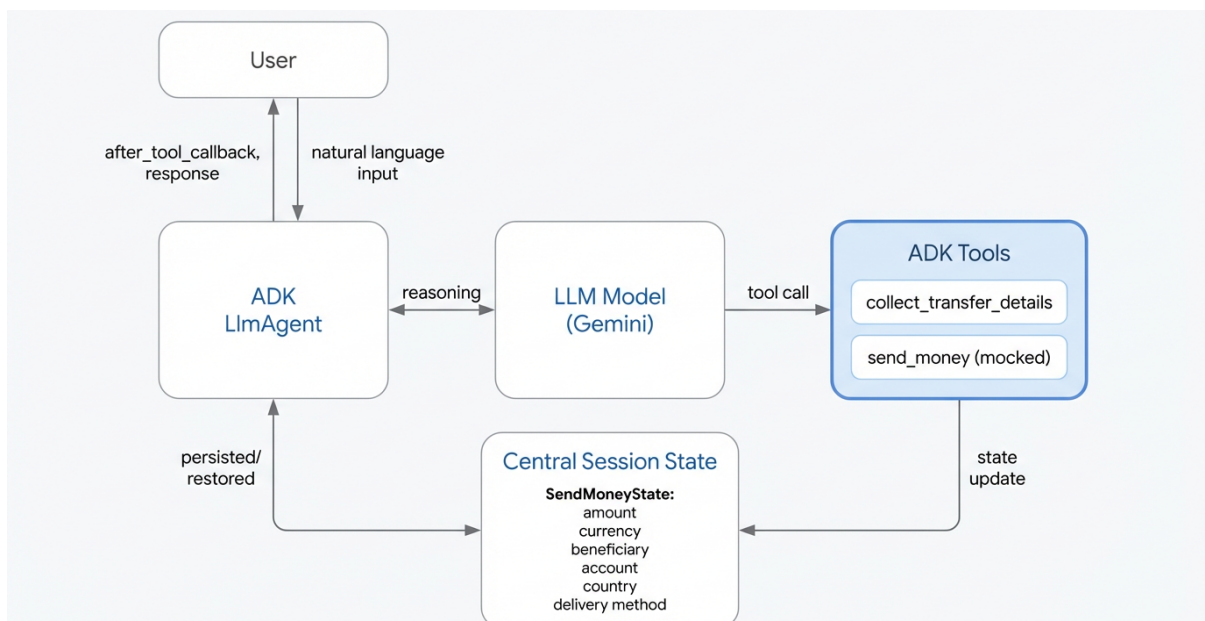 User
after_tool_callback,
response
natural language
input
ADK
LlmAgent
reasoning
LLM Model
(Gemini)
tool call
ADK Tools
collect_transfer_details
send_money (mocked)
persisted/
restored
Central Session State
SendMoneyState:
amount
currency
beneficiary
account
country
delivery method
state
update